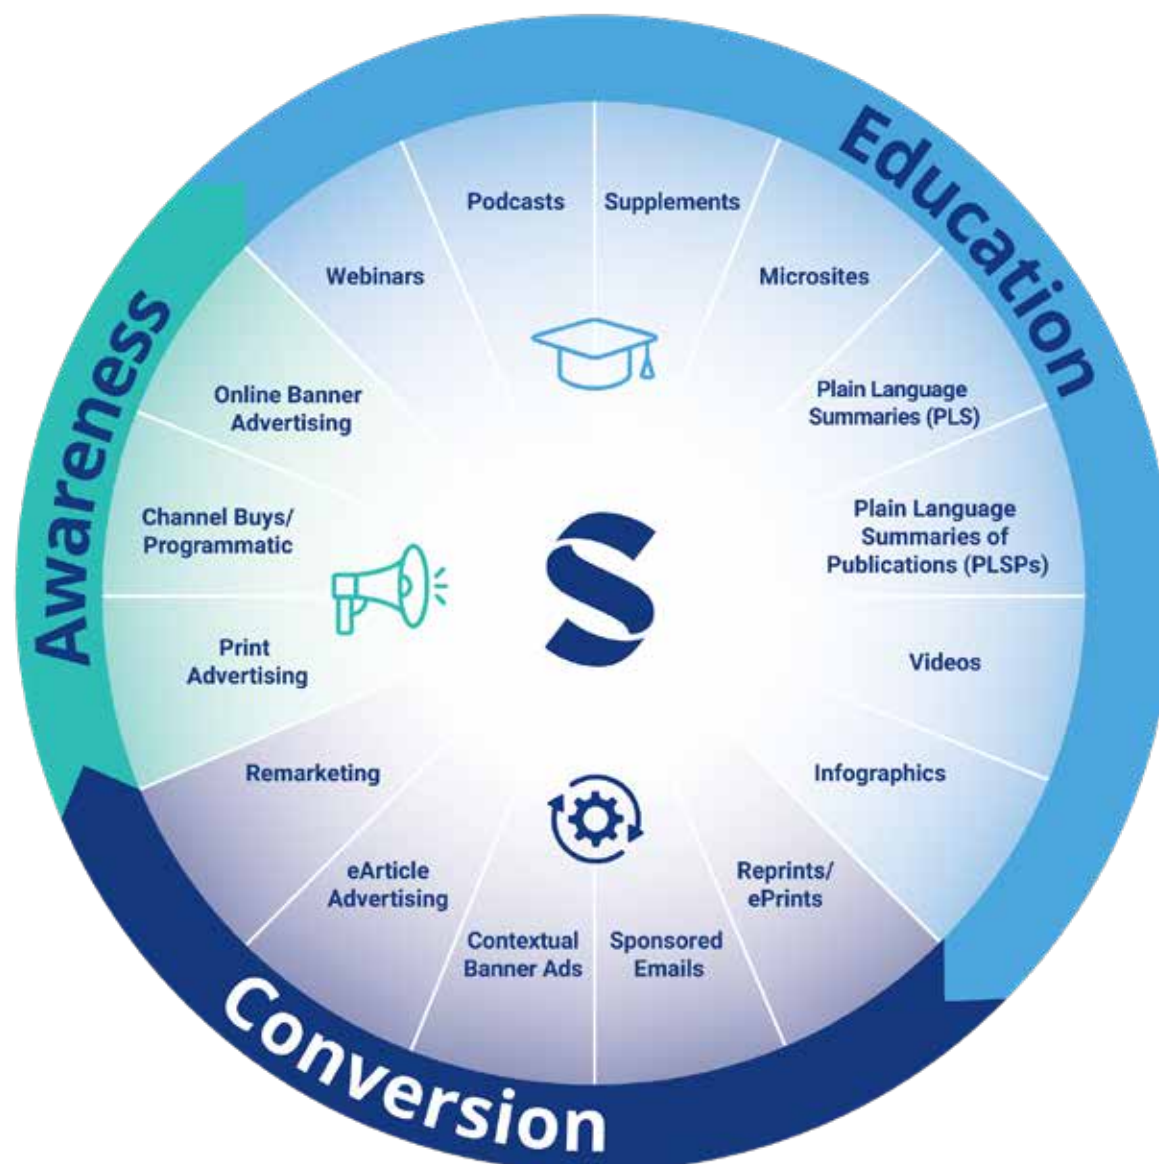 Education
Podcasts
Supplements
Webinars
Microsites
Plain Language
Summaries (PLS)
Plain Language
Summaries of
Publications (PLSPs)
Videos
Infographics
Awareness
Online Banner
Advertising
Channel Buys/
Programmatic
Print
Advertising
S
Remarketing
eArticle
Advertising
Contextual
Banner Ads
Sponsored
Emails
Reprints/
ePrints
Conversion